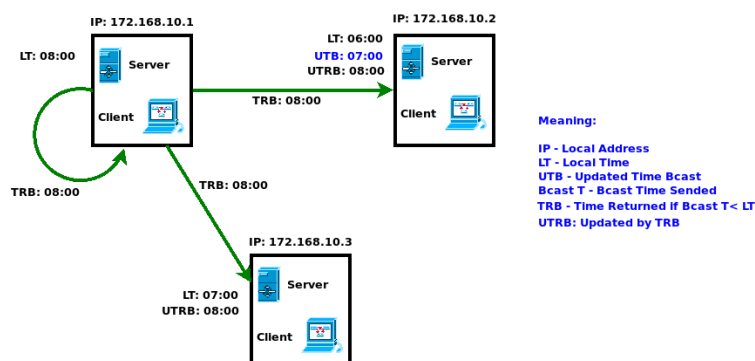 IP: 172.168.10.1
LT: 08:00
Server
Client
TRB: 08:00
TRB: 08:00
TRB: 08:00
IP: 172.168.10.2
LT: 06:00
UTB: 07:00
UTRB: 08:00
Server
Client
IP: 172.168.10.3
LT: 07:00
UTRB: 08:00
Server
Client
Meaning:
IP - Local Address
LT - Local Time
UTB - Updated Time Bcast
Bcast T - Bcast Time Sended
TRB - Time Returned if Bcast T< LT
UTRB: Updated by TRB